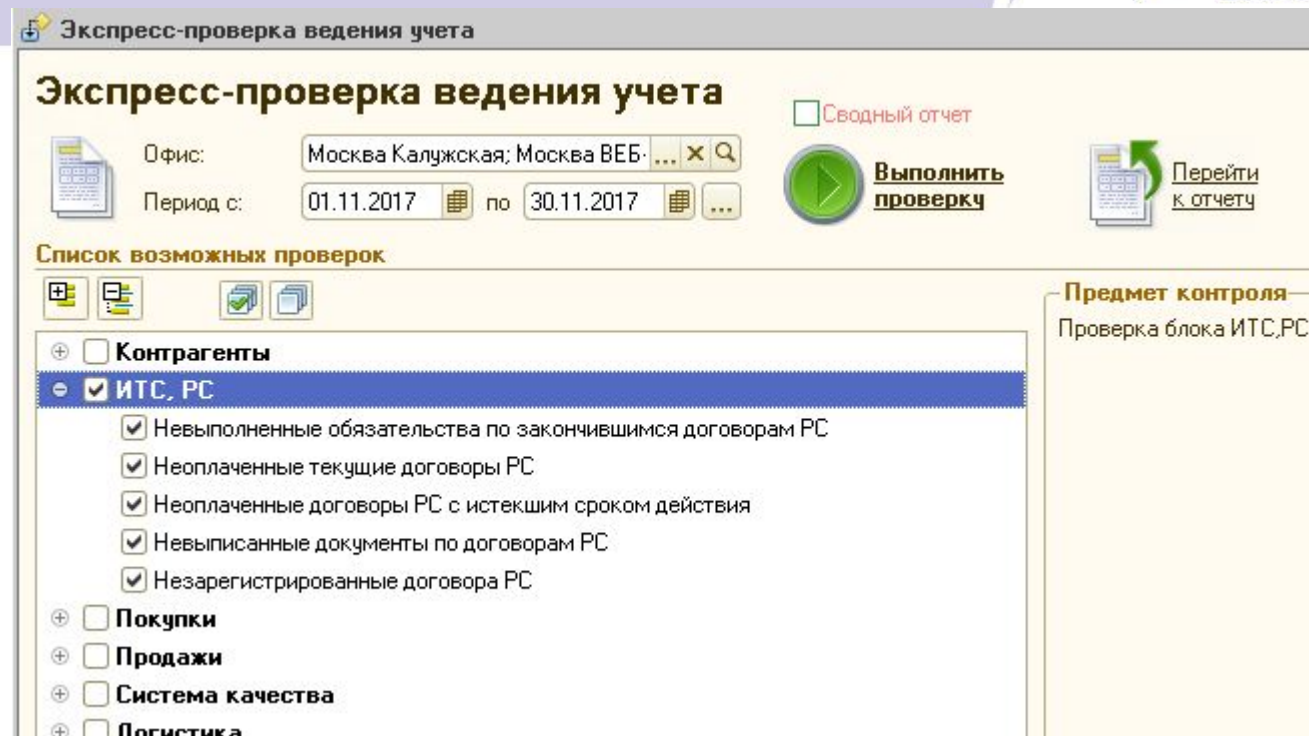 Экспресс-проверка ведения учета
Экспресс-проверка ведения учета
Сводный отчет
Офис:
Москва Калужская; Москва ВЕБ-
...
Период с:
01.11.2017
по
30.11.2017
...
Выполнить
проверку
Перейти
к отчету
Список возможных проверок
Контрагенты
ИТС, РС
Невыполненные обязательства по закончившимся договорам РС
Неоплаченные текущие договоры РС
Неоплаченные договоры РС с истекшим сроком действия
Невыписанные документы по договорам РС
Незарегистрированные договора РС
Покупки
Продажи
Система качества
Логистика
Предмет контроля
Проверка блока ИТС,РС